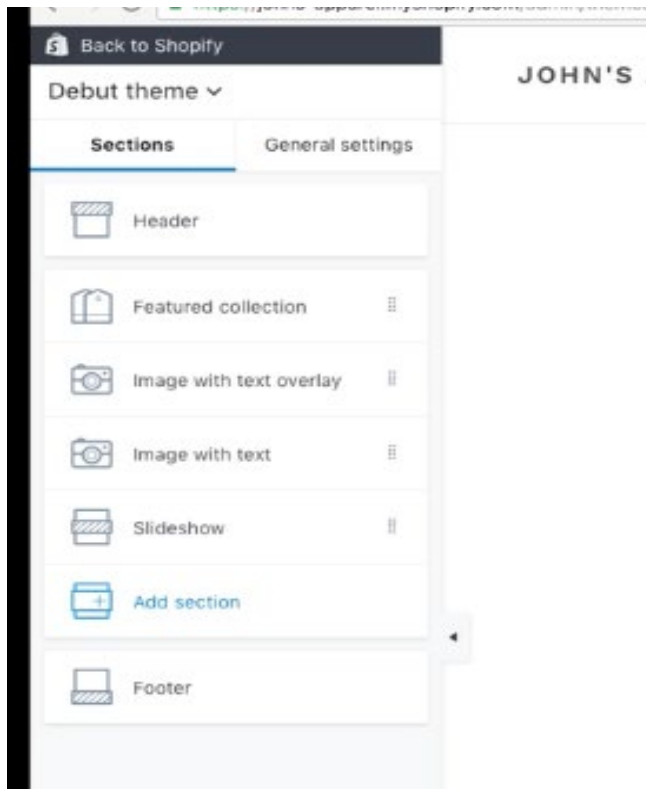 Back to Shopify
Debut theme
JOHN'S
Sections
General settings
Header
Featured collection
Image with text overlay
Image with text
Slideshow
Add section
Footer